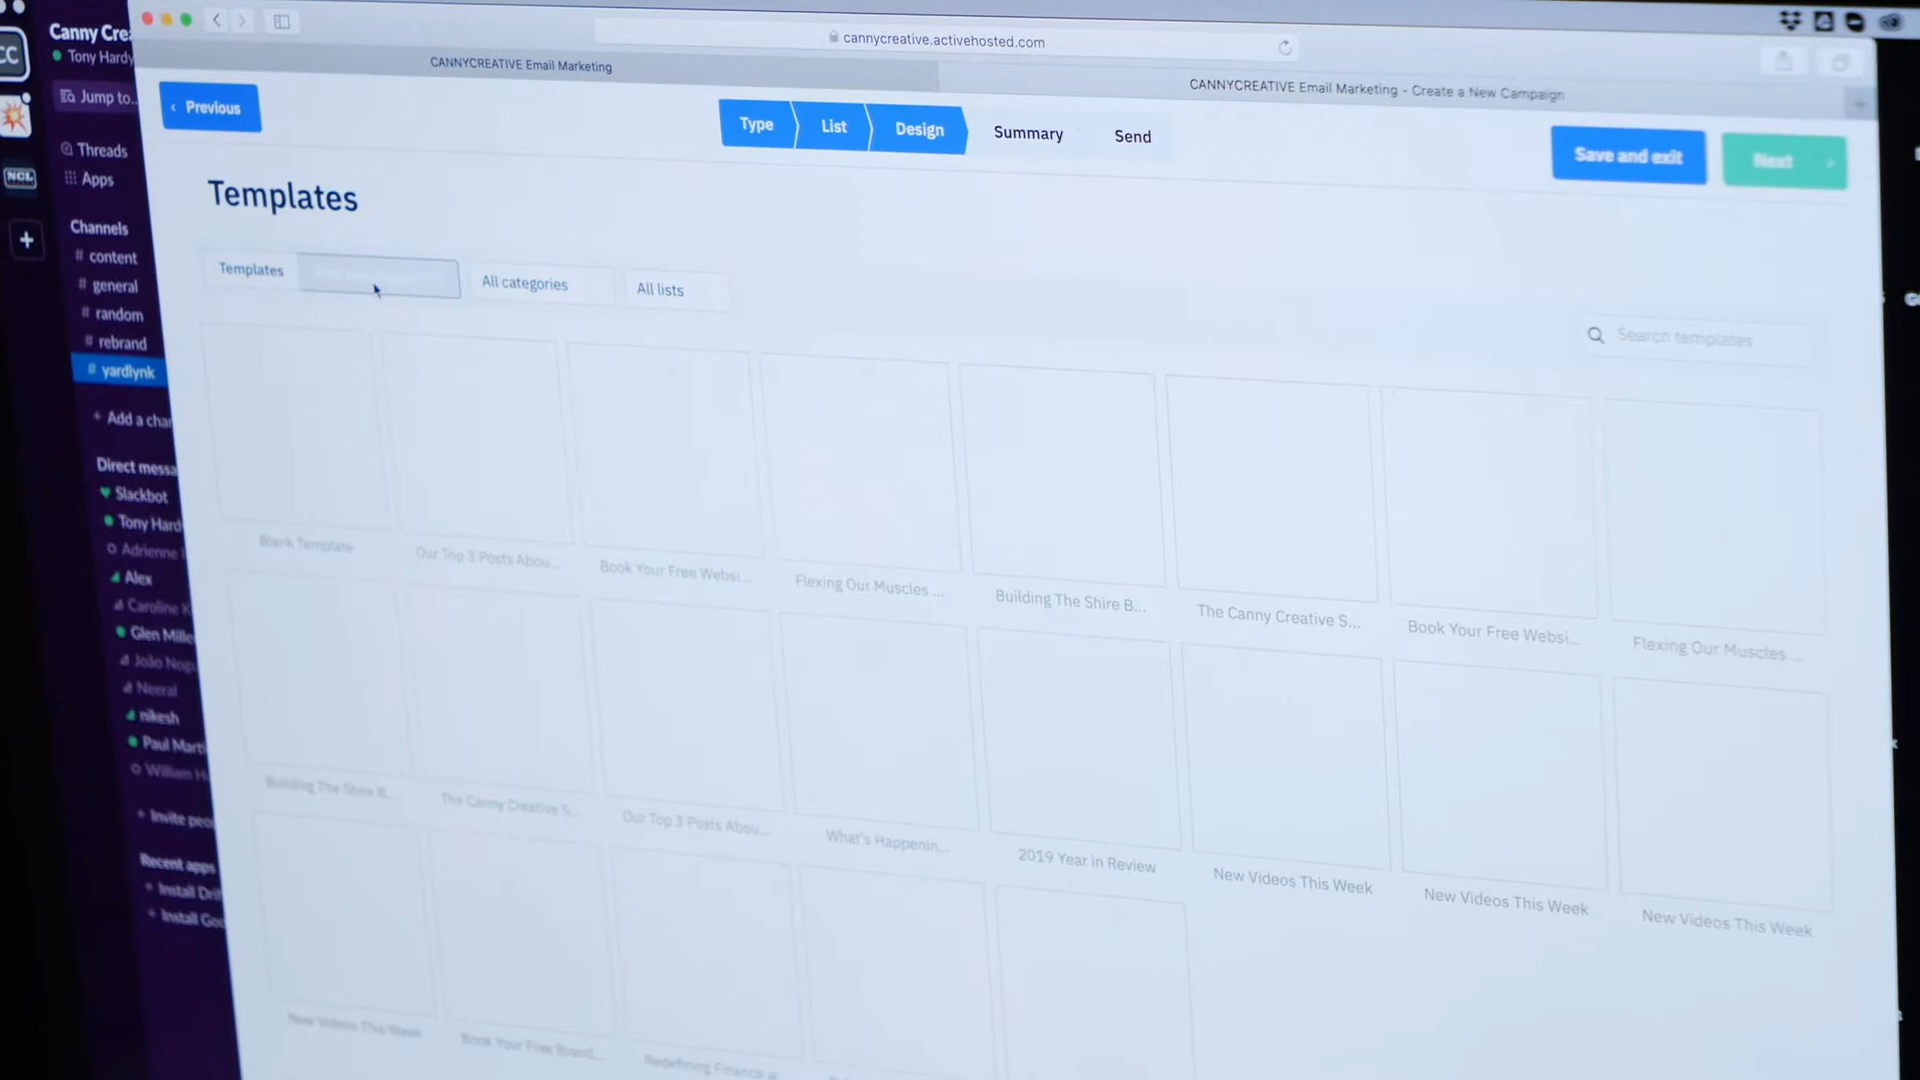 Canny Cre
Tony Hardy
Jump to...
Threads
Apps
Channels
# content
# general
# random
# rebrand
# yardlynk
+ Add a cha
Direct messa
Slackbot
Tony Hard
Adrienne
Alex
Caroline K
Glen Mille
João Nog
Neeral
nikesh
Paul Marti
William H
+ Invite peo
Recent apps
+ Install Dri
+ Install Goo
CC
NCL
cannycreative.activehosted.com
CANNYCREATIVE Email Marketing
CANNYCREATIVE Email Marketing - Create a New Campaign
Previous
Type
List
Design
Summary
Send
Save and exit
Next
Templates
Templates
All categories
All lists
Search templates
Blank Template
Our Top 3 Posts Abou...
Book Your Free Websi...
Flexing Our Muscles ...
Building The Shire B...
The Canny Creative S...
Book Your Free Websi...
Flexing Our Muscles ...
Building The Shire B...
The Canny Creative S...
Our Top 3 Posts Abou...
What's Happenin...
2019 Year in Review
New Videos This Week
New Videos This Week
New Videos This Week
New Videos This Week
Book Your Free Brand...
Redefining Finance